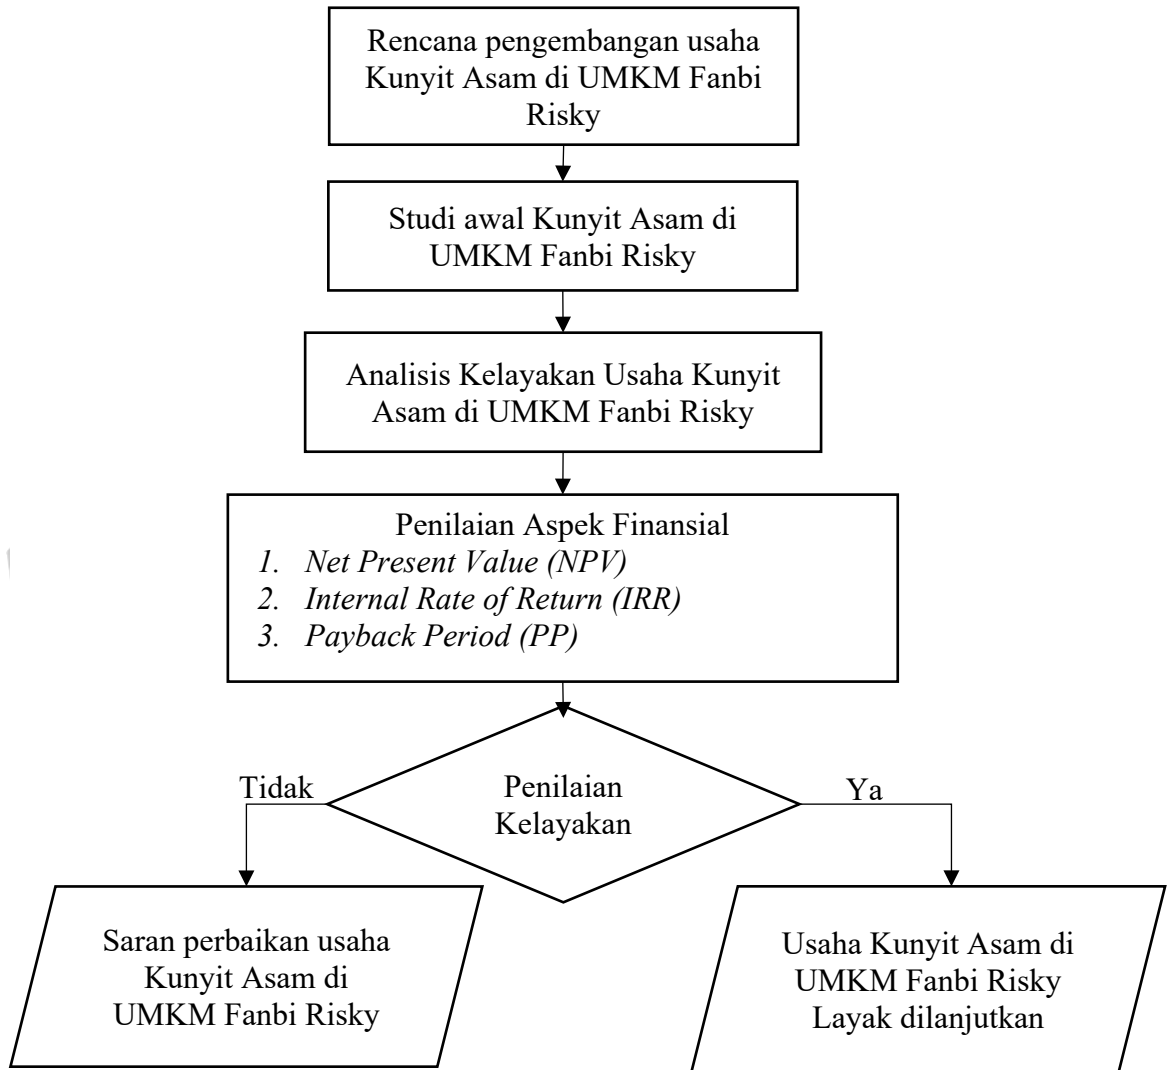 Rencana pengembangan usaha
Kunyit Asam di UMKM Fanbi
Risky
Studi awal Kunyit Asam di
UMKM Fanbi Risky
Analisis Kelayakan Usaha Kunyit
Asam di UMKM Fanbi Risky
Penilaian Aspek Finansial
1. Net Present Value (NPV)
2. Internal Rate of Return (IRR)
3. Payback Period (PP)
Penilaian
Kelayakan
Tidak
Ya
Saran perbaikan usaha
Kunyit Asam di
UMKM Fanbi Risky
Usaha Kunyit Asam di
UMKM Fanbi Risky
Layak dilanjutkan